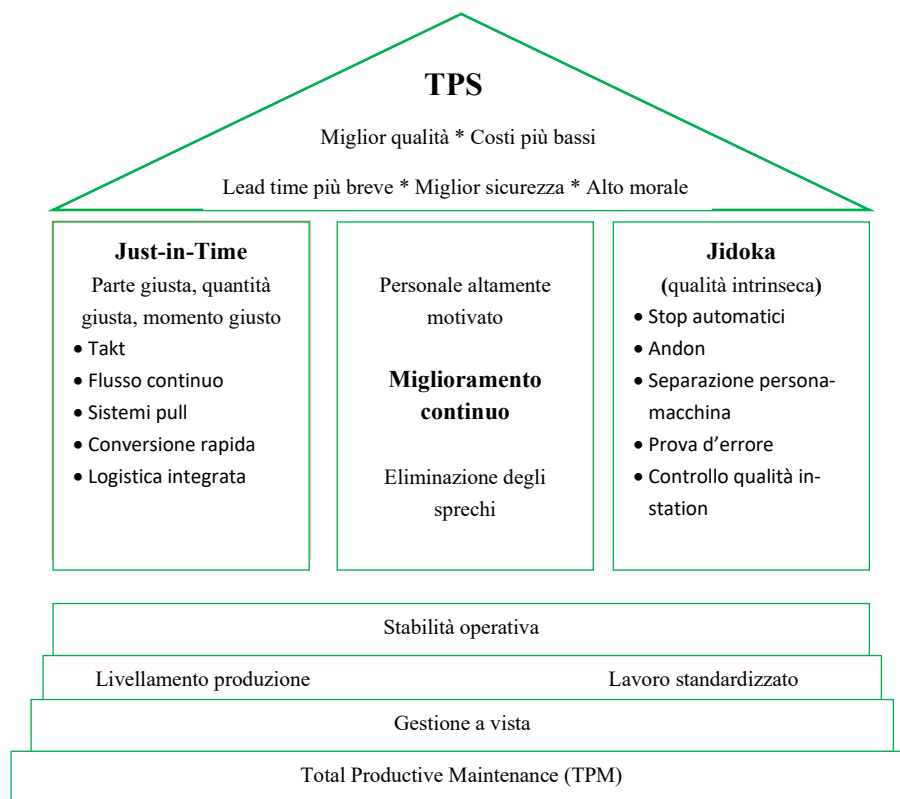 TPS
Miglior qualità * Costi più bassi
Lead time più breve * Miglior sicurezza * Alto morale
Just-in-Time
Parte giusta, quantità
giusta, momento giusto
• Takt
• Flusso continuo
• Sistemi pull
• Conversione rapida
• Logistica integrata
Personale altamente
motivato
Miglioramento
continuo
Eliminazione degli
sprechi
Jidoka
(qualità intrinseca)
• Stop automatici
• Andon
• Separazione persona-
macchina
• Prova d’errore
• Controllo qualità in-
station
Stabilità operativa
Livellamento produzione Lavoro standardizzato
Gestione a vista
Total Productive Maintenance (TPM)